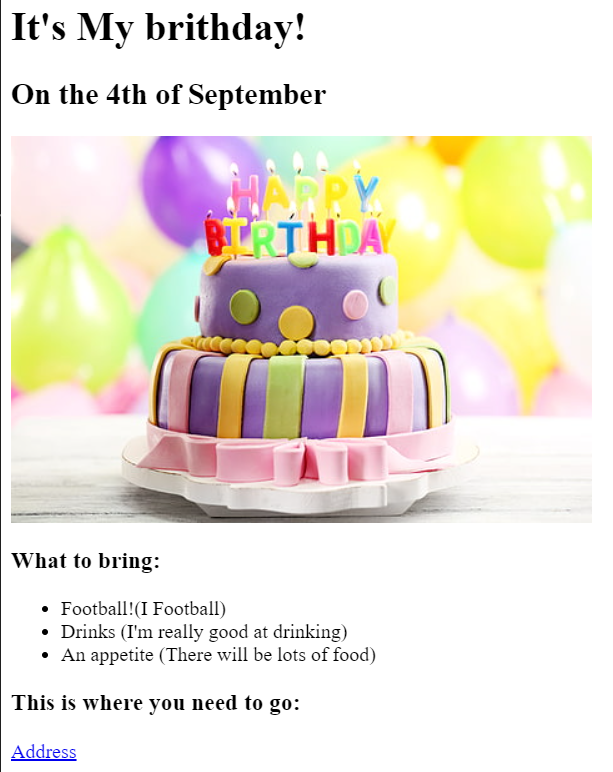 It's My brithday!
On the 4th of September
HAPPY
BIRTHDAY
What to bring:
Football!(I Football)
Drinks (I'm really good at drinking)
An appetite (There will be lots of food)
This is where you need to go:
Address